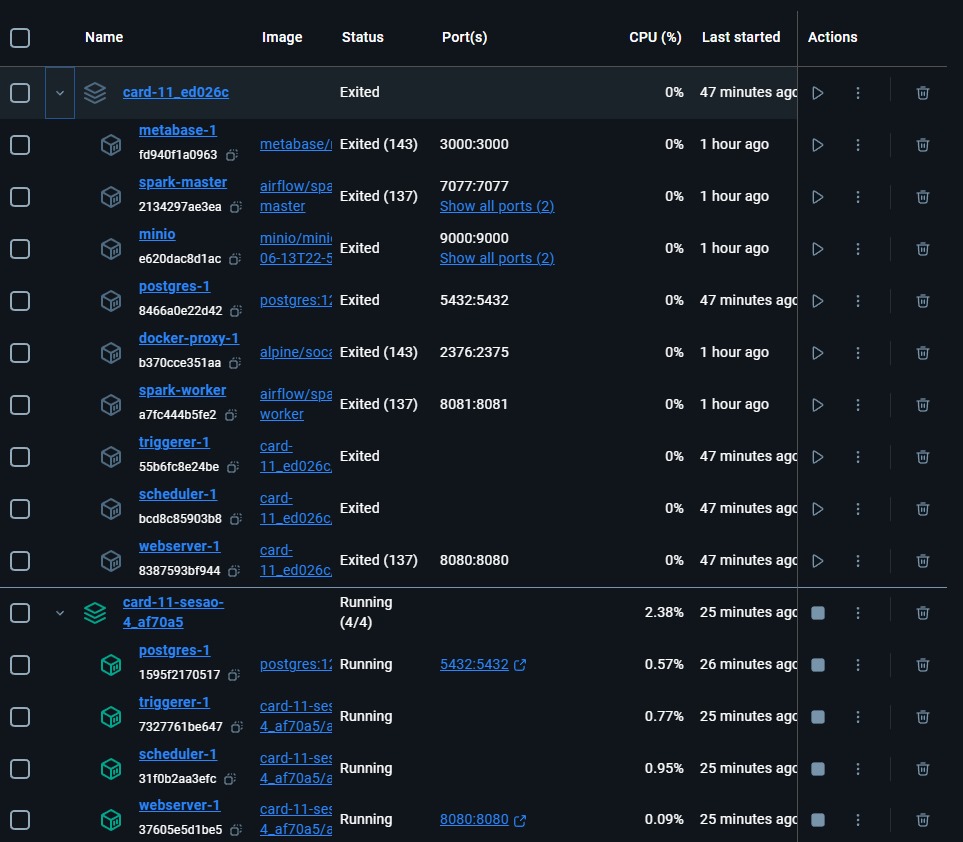 Name Image Status Port(s) CPU (%) Last started Actions
card-11_ed026c Exited 0% 47 minutes ago
metabase-1
fd940f1a0963 metabase/ Exited (143) 3000:3000 0% 1 hour ago
spark-master airflow/spa 7077:7077
2134297ae3ea master Exited (137) Show all ports (2) 0% 1 hour ago
minio minio/mini 9000:9000
e620dac8d1ac 06-13T22-5 Exited Show all ports (2) 0% 1 hour ago
postgres-1
8466a0e22d42 postgres:12 Exited 5432:5432 0% 47 minutes ago
docker-proxy-1
b370cce351aa alpine/soca Exited (143) 2376:2375 0% 1 hour ago
spark-worker airflow/spa
a7fc444b5fe2 worker Exited (137) 8081:8081 0% 1 hour ago
triggerer-1 card-
55b6fc8e24be 11_ed026c Exited 0% 47 minutes ago
scheduler-1 card-
bcd8c85903b8 11_ed026c Exited 0% 47 minutes ago
webserver-1 card-
8387593bf944 11_ed026c Exited (137) 8080:8080 0% 47 minutes ago
card-11-sesao- Running
4_af70a5 (4/4) 2.38% 25 minutes ago
postgres-1
1595f2170517 postgres:12 Running 5432:5432 0.57% 26 minutes ago
triggerer-1 card-11-ses
7327761be647 4_af70a5/a Running 0.77% 25 minutes ago
scheduler-1 card-11-ses
31f0b2aa3efc 4_af70a5/a Running 0.95% 25 minutes ago
webserver-1 card-11-ses
37605e5d1be5 4_af70a5/a Running 8080:8080 0.09% 25 minutes ago